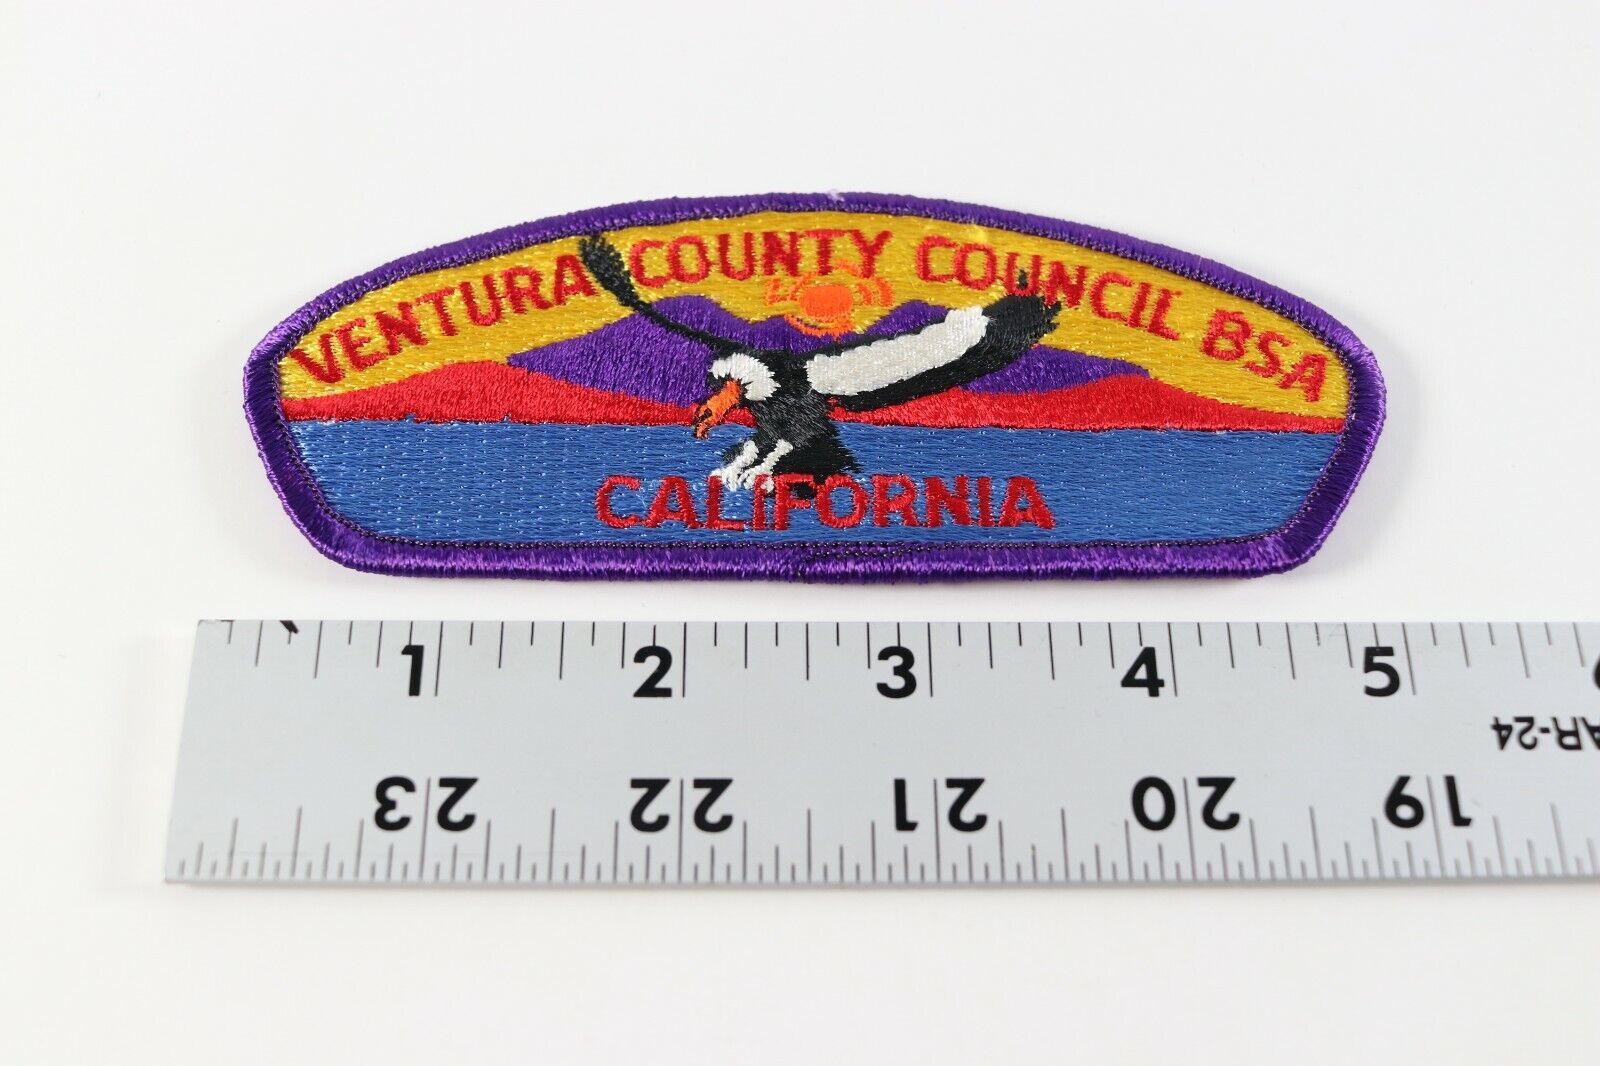 VENTURA COUNTY COUNCIL BSA
CALIFORNIA
1 2 3 4 5
AR-24
23 22 21 20 19